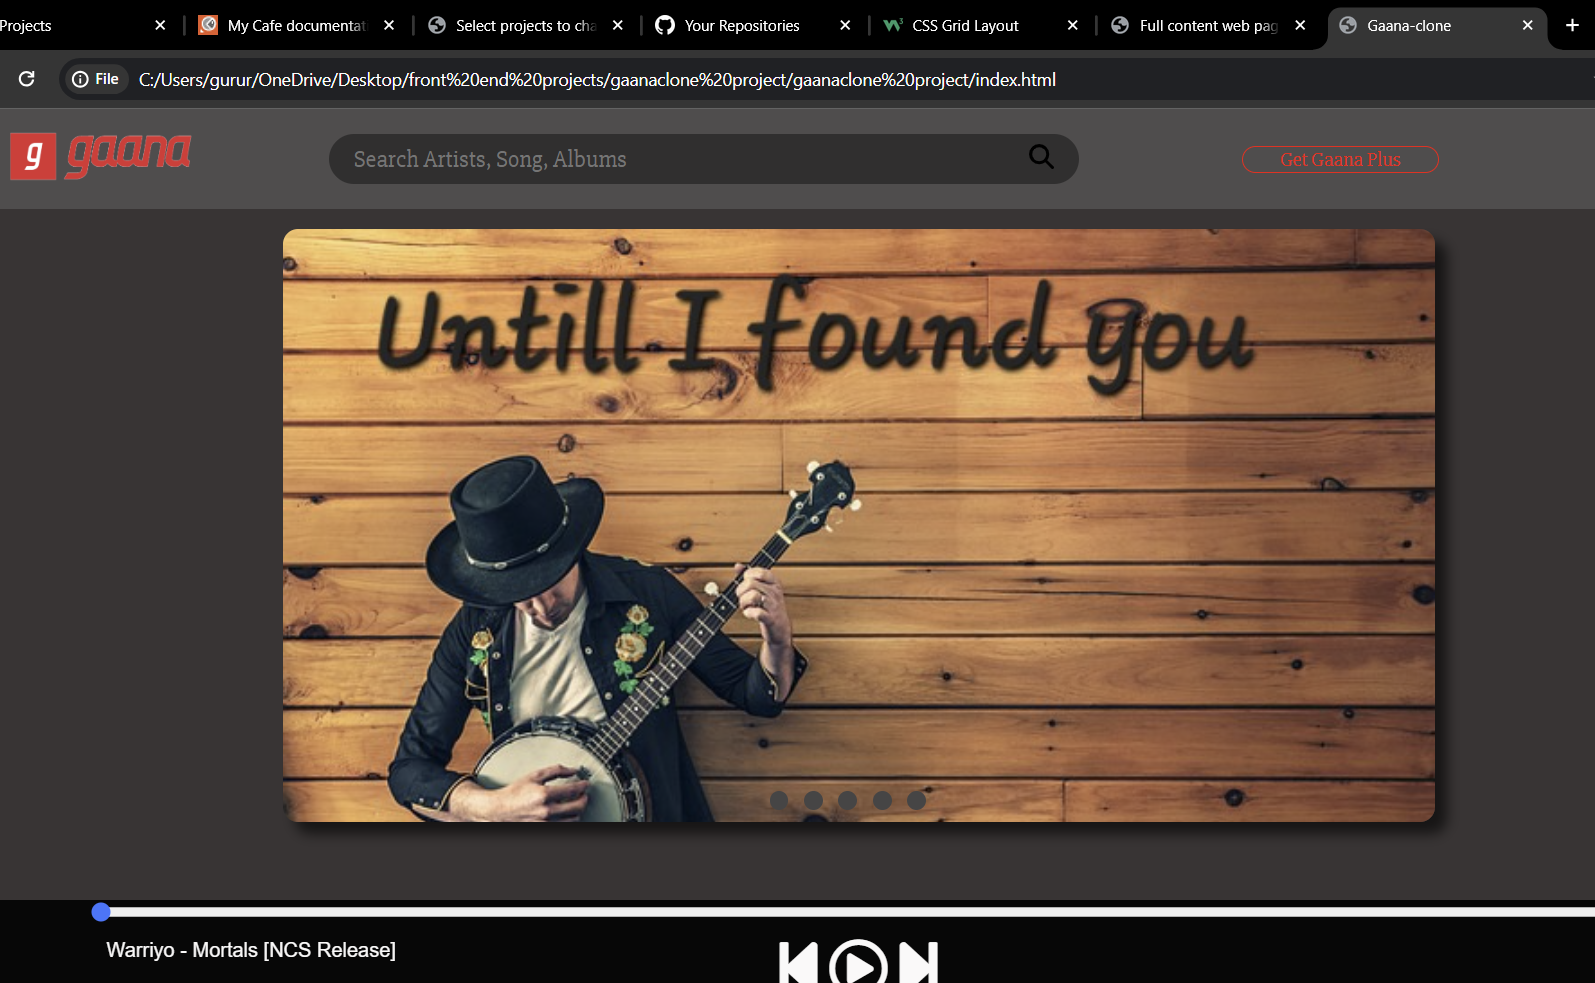 Projects
My Cafe documentat
Select projects to cha
Your Repositories
CSS Grid Layout
Full content web pag
Gaana-clone
File
C:/Users/gurur/OneDrive/Desktop/front%20end%20projects/gaanaclone%20project/gaanaclone%20project/index.html
g gaana
Search Artists, Song, Albums
Get Gaana Plus
Untill I found you
Warriyo - Mortals [NCS Release]